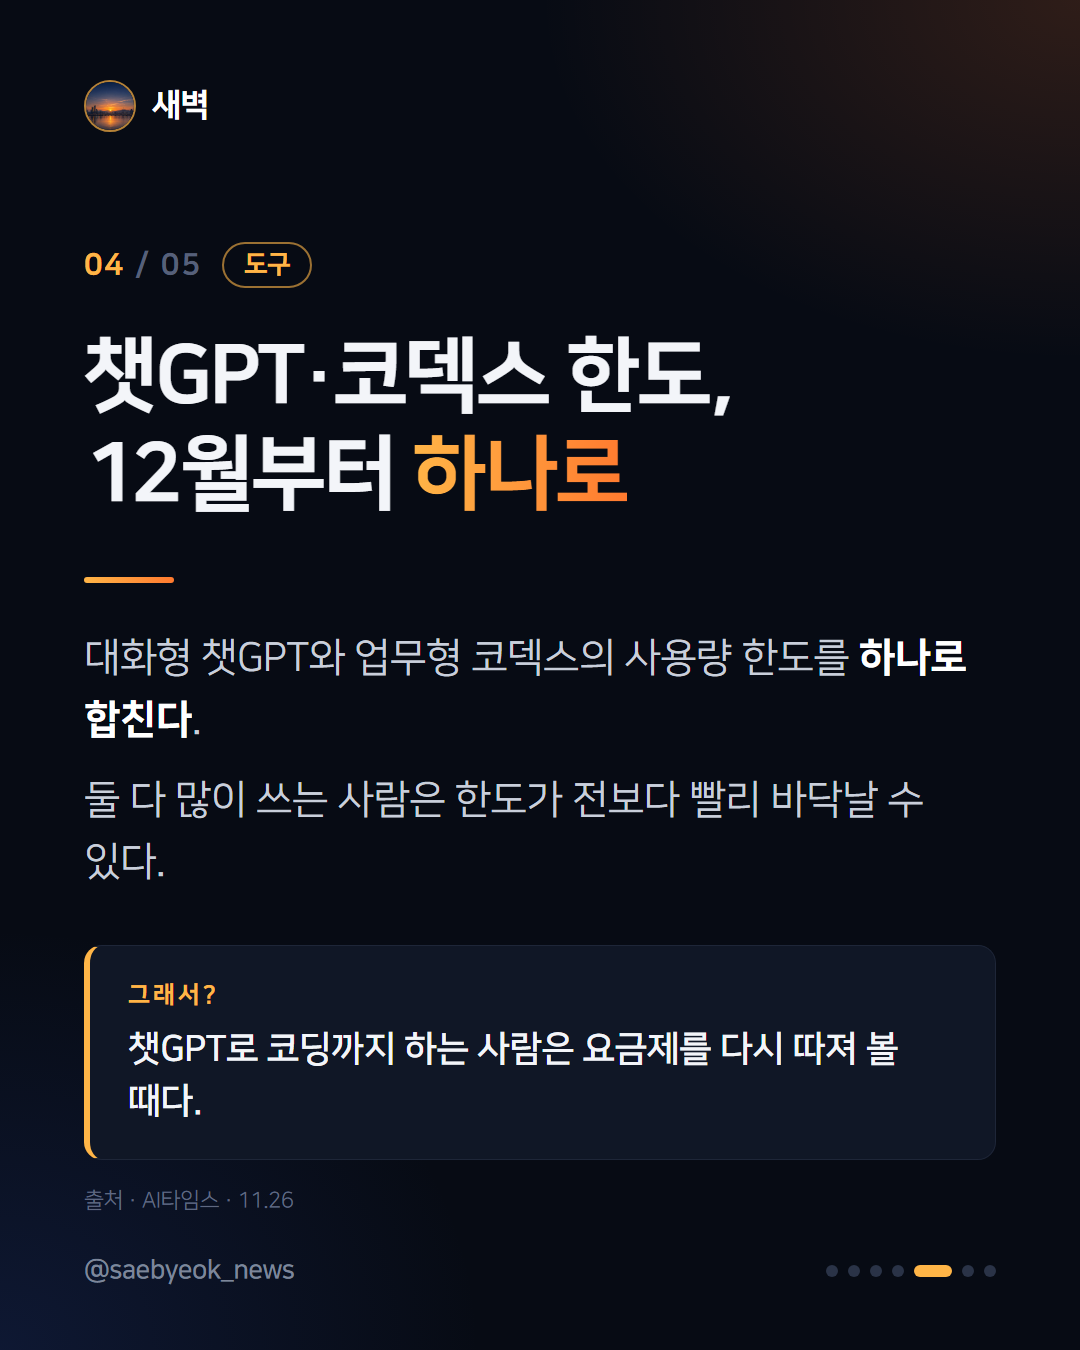 새벽
04 / 05 도구
챗GPT·코덱스 한도,
12월부터 하나로
대화형 챗GPT와 업무형 코덱스의 사용량 한도를 하나로
합친다.
둘 다 많이 쓰는 사람은 한도가 전보다 빨리 바닥날 수
있다.
그래서?
챗GPT로 코딩까지 하는 사람은 요금제를 다시 따져 볼
때다.
출처 · AI타임스 · 11.26
@saebyeok_news